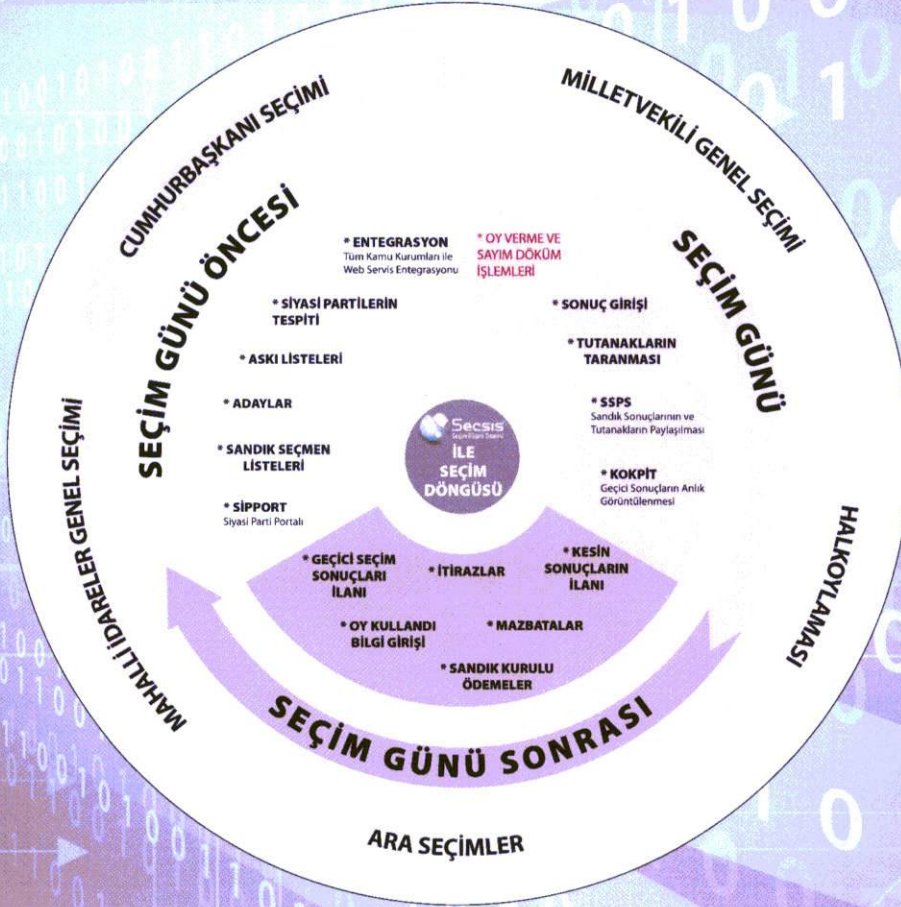 CUMHURBAŞKANI SEÇİMİ
MİLLETVEKİLİ GENEL SEÇİMİ
SEÇİM GÜNÜ ÖNCESİ
SEÇİM GÜNÜ
* ENTEGRASYON
Tüm Kamu Kurumları ile
Web Servis Entegrasyonu
* OY VERME VE
SAYIM DÖKÜM
İŞLEMLERİ
* SİYASİ PARTİLERİN
TESPİTİ
* SONUÇ GİRİŞİ
* ASKI LİSTELERİ
* TUTANAKLARIN
TARANMASI
* ADAYLAR
* SSPS
Sandık Sonuçlarının ve
Tutanakların Paylaşılması
* SANDIK SEÇMEN
LİSTELERİ
* SİPPORT
Siyasi Parti Portalı
* KOKPİT
Geçici Sonuçların Anlık
Görüntülenmesi
Secsis
İLE
SEÇİM
DÖNGÜSÜ
MAHALLİ İDARELER GENEL SEÇİMİ
HALKOYLAMASI
* GEÇİCİ SEÇİM
SONUÇLARI
İLANI
* İTİRAZLAR
* KESİN
SONUÇLARIN
İLANI
* OY KULLANDI
BİLGİ GİRİŞİ
* MAZBATALAR
* SANDIK KURULU
ÖDEMELER
SEÇİM GÜNÜ SONRASI
ARA SEÇİMLER